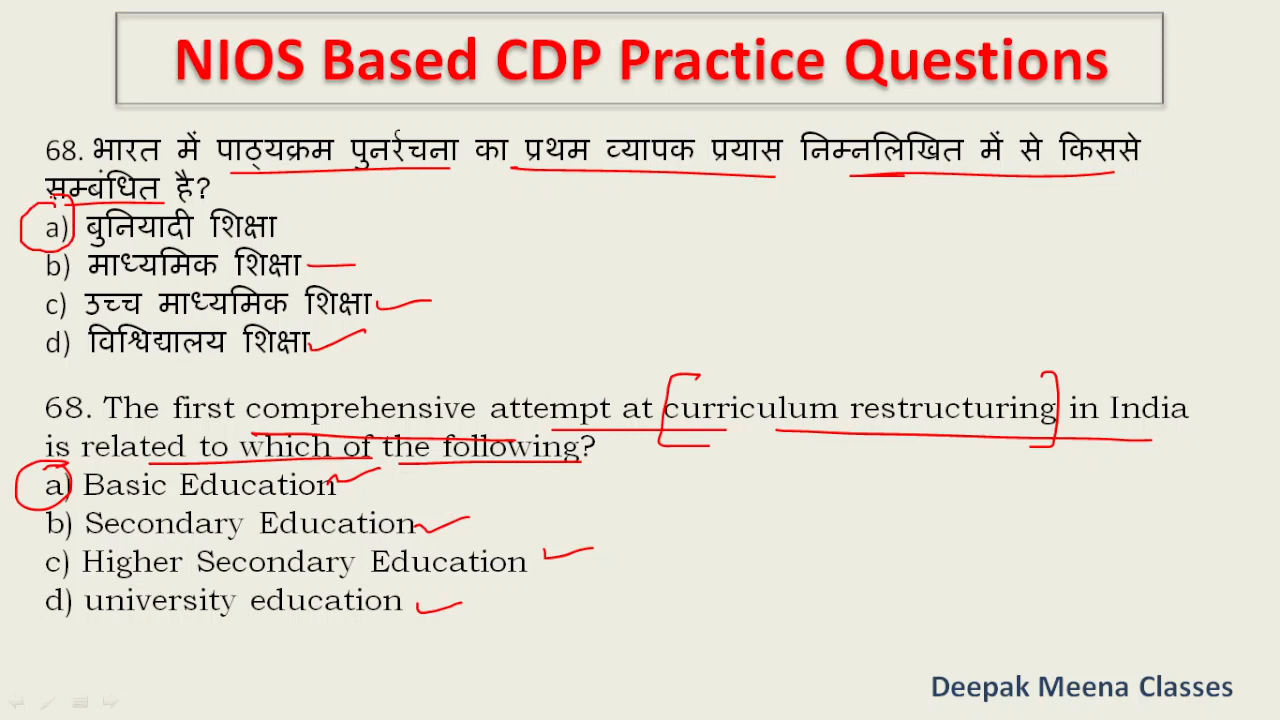 NIOS Based CDP Practice Questions
68. भारत में पाठ्यक्रम पुनर्रचना का प्रथम व्यापक प्रयास निम्नलिखित में से किससे
सम्बंधित है?
a) बुनियादी शिक्षा
b) माध्यमिक शिक्षा
c) उच्च माध्यमिक शिक्षा
d) विश्विद्यालय शिक्षा
68. The first comprehensive attempt at curriculum restructuring in India
is related to which of the following?
a) Basic Education
b) Secondary Education
c) Higher Secondary Education
d) university education
Deepak Meena Classes